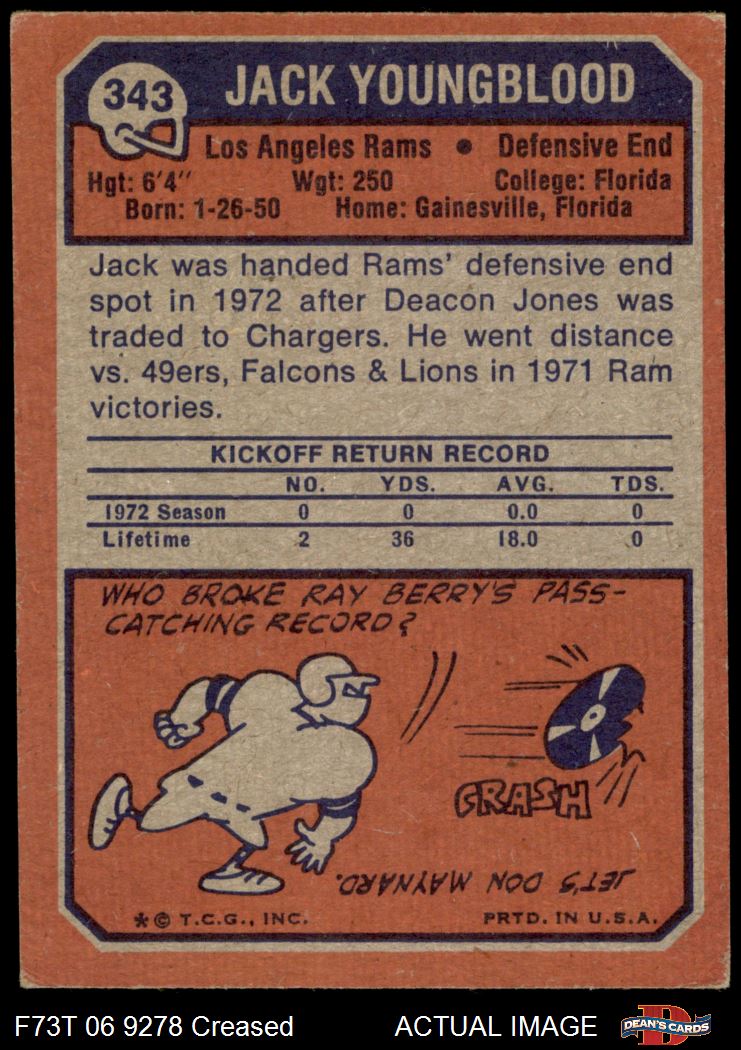 343
JACK YOUNGBLOOD
Los Angeles Rams • Defensive End
Hgt: 6'4" Wgt: 250 College: Florida
Born: 1-26-50 Home: Gainesville, Florida
Jack was handed Rams' defensive end
spot in 1972 after Deacon Jones was
traded to Chargers. He went distance
vs. 49ers, Falcons & Lions in 1971 Ram
victories.
KICKOFF RETURN RECORD
NO. YDS. AVG. TDS.
1972 Season 0 0 0.0 0
Lifetime 2 36 18.0 0
WHO BROKE RAY BERRY'S PASS-
CATCHING RECORD?
CRASH
JET'S DON MAYNARD.
* © T.C.G., INC. PRTD. IN U.S.A.
F73T 06 9278 Creased ACTUAL IMAGE
D
DEAN'S CARDS